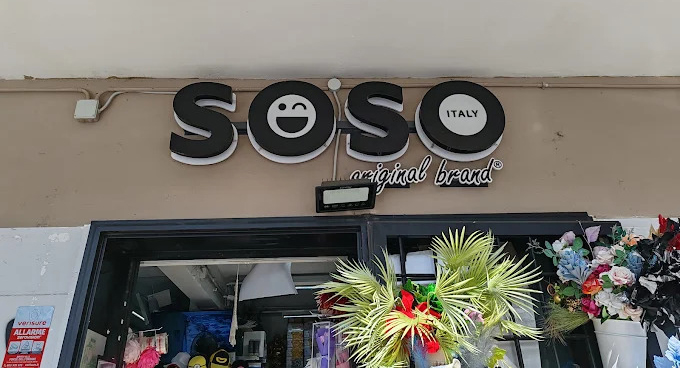 SOSO
ITALY
original brand®
verisure
ALLARME